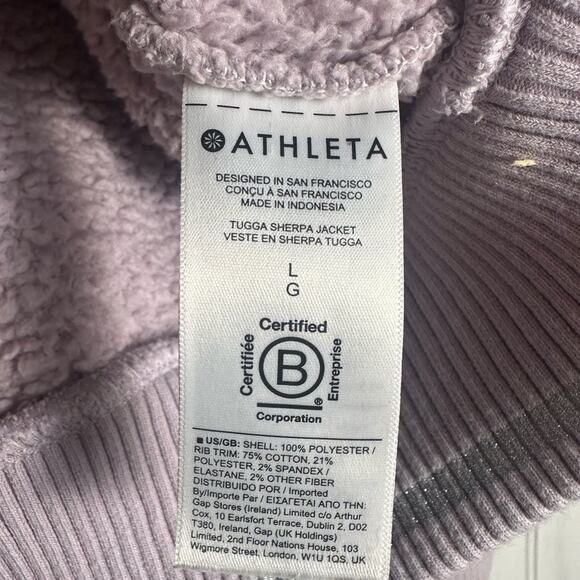 ATHLETA
DESIGNED IN SAN FRANCISCO
CONÇU À SAN FRANCISCO
MADE IN INDONESIA
TUGGA SHERPA JACKET
VESTE EN SHERPA TUGGA
L
G
Certified
Certifiée
B
Entreprise
Corporation
US/GB: SHELL: 100% POLYESTER /
RIB TRIM: 75% COTTON, 21%
POLYESTER, 2% SPANDEX /
ELASTANE, 2% OTHER FIBER
DISTRIBUIDO POR / Imported
By/Importe Par / ΕΙΣΑΓΕΤΑΙ ΑΠΟ ΤΗΝ:
Gap Stores (Ireland) Limited c/o Arthur
Cox, 10 Earlsfort Terrace, Dublin 2, D02
T380, Ireland, Gap (UK Holdings)
Limited, 2nd Floor Nations House, 103
Wigmore Street, London, W1U 1QS, UK